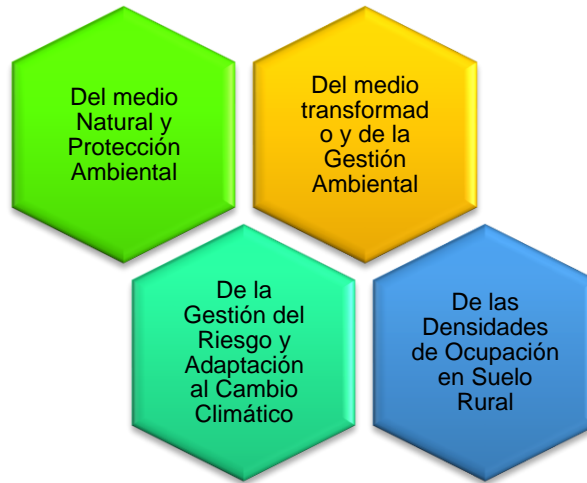 Del medio
Natural y
Protección
Ambiental
Del medio
transformad
o y de la
Gestión
Ambiental
De la
Gestión del
Riesgo y
Adaptación
al Cambio
Climático
De las
Densidades
de Ocupación
en Suelo
Rural